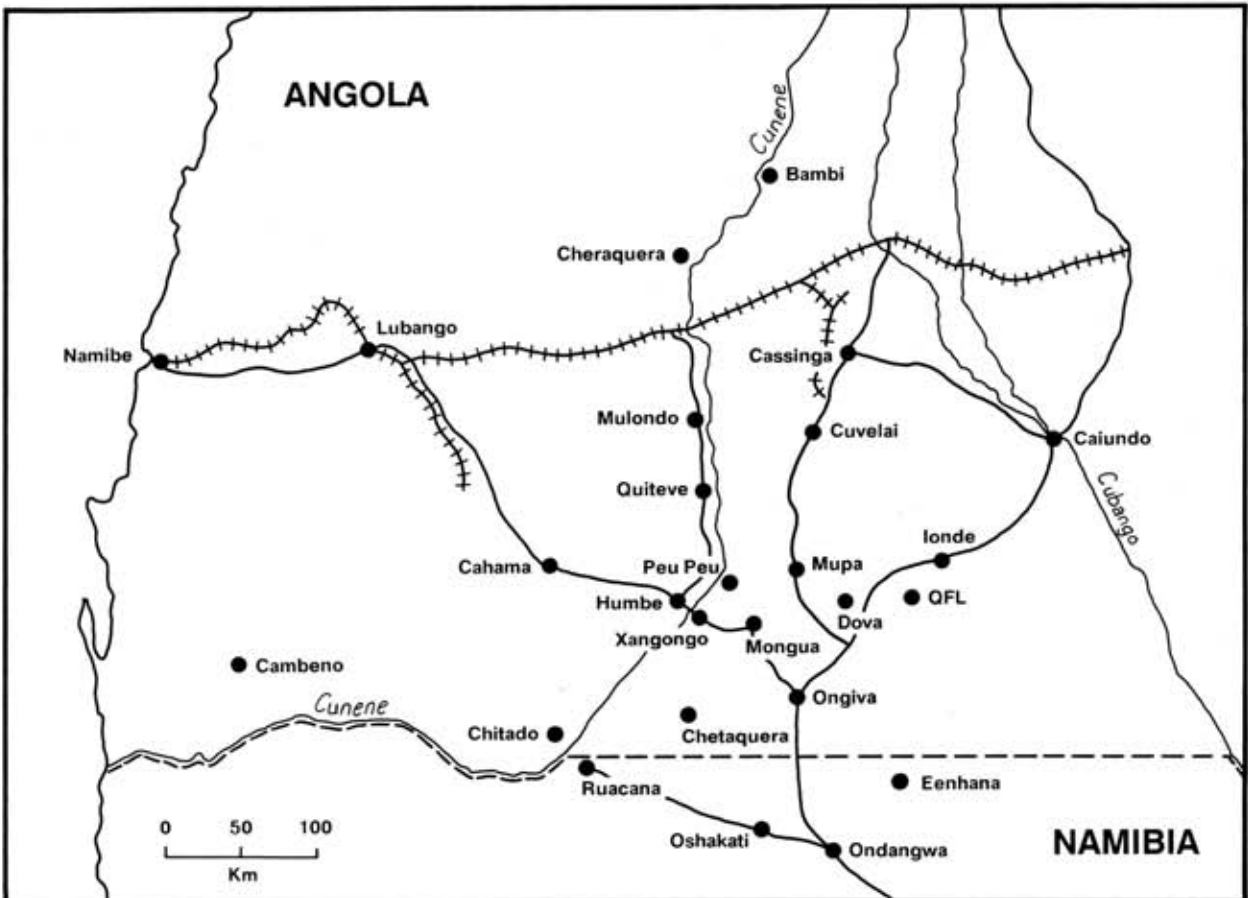 ANGOLA
Cunene
Bambi
Cheraquera
Lubango
Namibe
Cassinga
Mulondo
Cuvelai
Caiundo
Quiteve
Cubango
Ionde
Cahama
Peu Peu
Mupa
Humbe
QFL
Dova
Xangongo
Mongua
Cambeno
Ongiva
Cunene
Chitado
Chetaquera
Ruacana
Eenhana
0 50 100
Km
Oshakati
Ondangwa
NAMIBIA